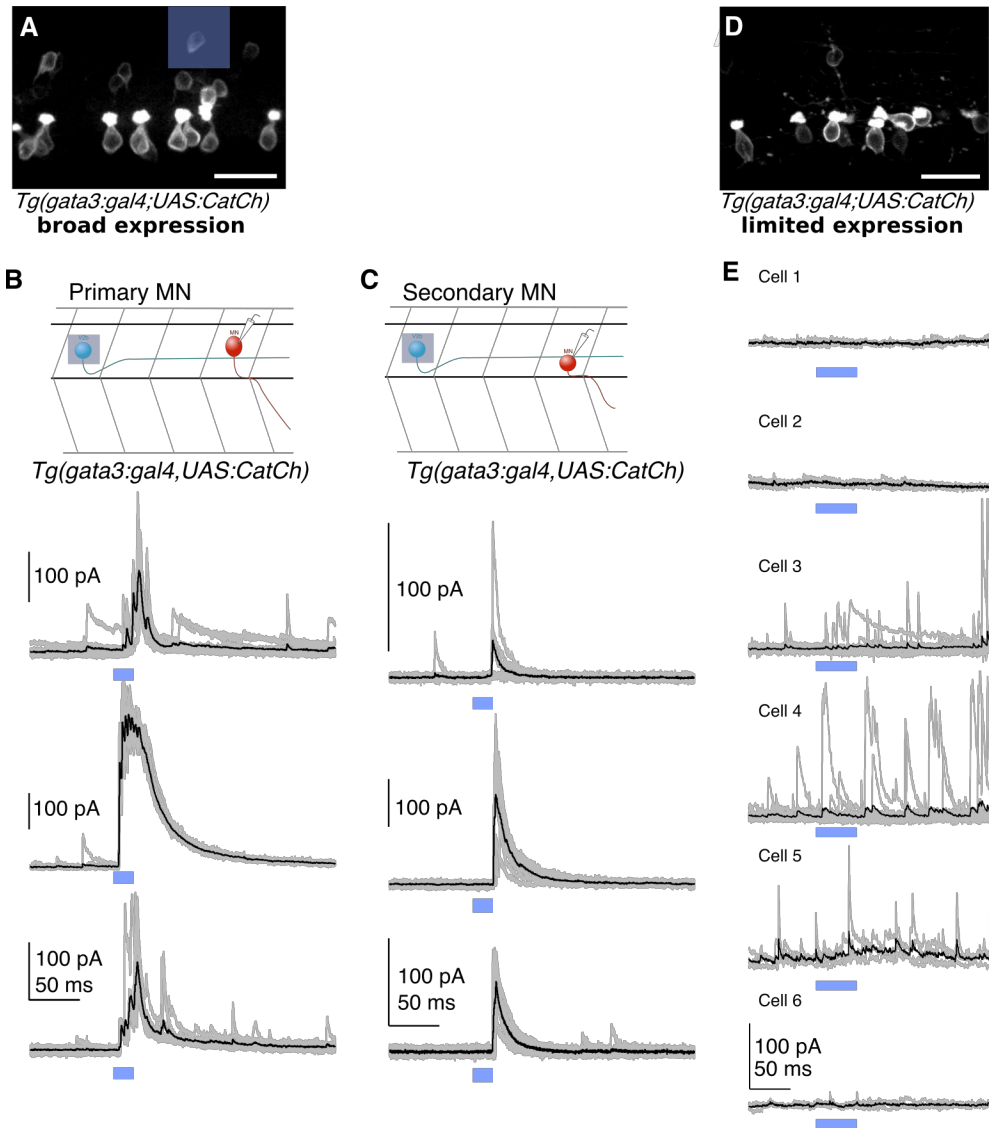 A
Tg(gata3:gal4;UAS:CatCh)
broad expression
D
Tg(gata3:gal4;UAS:CatCh)
limited expression
B
Primary MN
MN
Tg(gata3:gal4,UAS:CatCh)
100 pA
100 pA
100 pA
50 ms
C
Secondary MN
V2b
MN
Tg(gata3:gal4,UAS:CatCh)
100 pA
100 pA
100 pA
50 ms
E
Cell 1
Cell 2
Cell 3
Cell 4
Cell 5
Cell 6
100 pA
50 ms